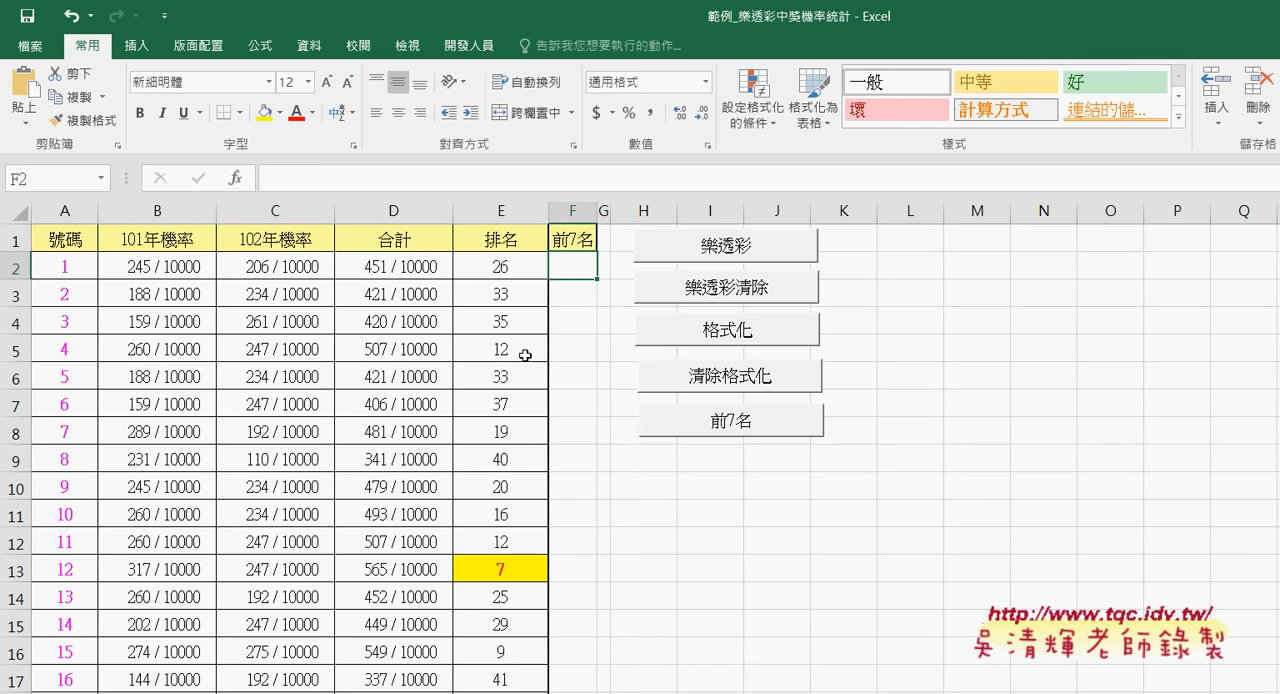 範例_樂透彩中獎機率統計 - Excel
檔案 常用 插入 版面配置 公式 資料 校閱 檢視 開發人員 告訴我您想要執行的動作...
貼上 剪下 複製 複製格式 剪貼簿
新細明體 12 B I U A 字型
自動換列 跨欄置中 對齊方式
通用格式 $ % , 數值
設定格式化的條件 格式化為表格 一般 中等 好 壞 計算方式 連結的儲... 樣式
插入 刪除 儲存格
F2 fx
A B C D E F G H I J K L M N O P Q
1 號碼 101年機率 102年機率 合計 排名 前7名
2 1 245 / 10000 206 / 10000 451 / 10000 26
3 2 188 / 10000 234 / 10000 421 / 10000 33
4 3 159 / 10000 261 / 10000 420 / 10000 35
5 4 260 / 10000 247 / 10000 507 / 10000 12
6 5 188 / 10000 234 / 10000 421 / 10000 33
7 6 159 / 10000 247 / 10000 406 / 10000 37
8 7 289 / 10000 192 / 10000 481 / 10000 19
9 8 231 / 10000 110 / 10000 341 / 10000 40
10 9 245 / 10000 234 / 10000 479 / 10000 20
11 10 260 / 10000 234 / 10000 493 / 10000 16
12 11 260 / 10000 247 / 10000 507 / 10000 12
13 12 317 / 10000 247 / 10000 565 / 10000 7
14 13 260 / 10000 192 / 10000 452 / 10000 25
15 14 202 / 10000 247 / 10000 449 / 10000 29
16 15 274 / 10000 275 / 10000 549 / 10000 9
17 16 144 / 10000 192 / 10000 337 / 10000 41
樂透彩
樂透彩清除
格式化
清除格式化
前7名
http://www.tqc.idv.tw/
吳清輝老師錄製